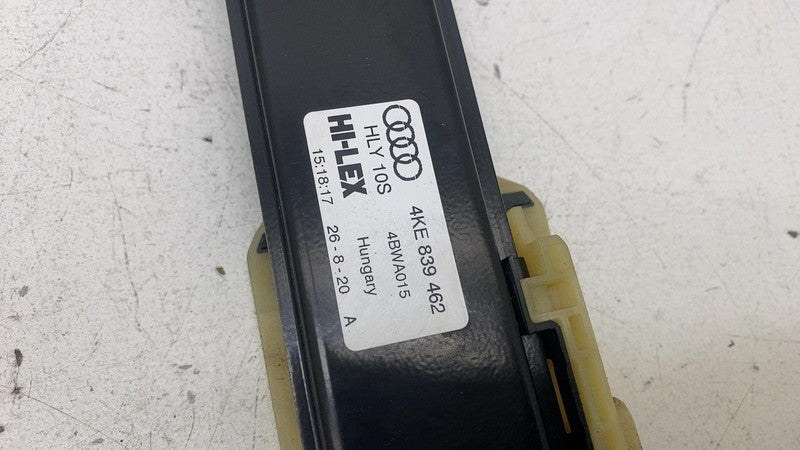 4KE 839 462
HLY 10S 4BWA015
HI-LEX Hungary
15:18:17 26-8-20 A